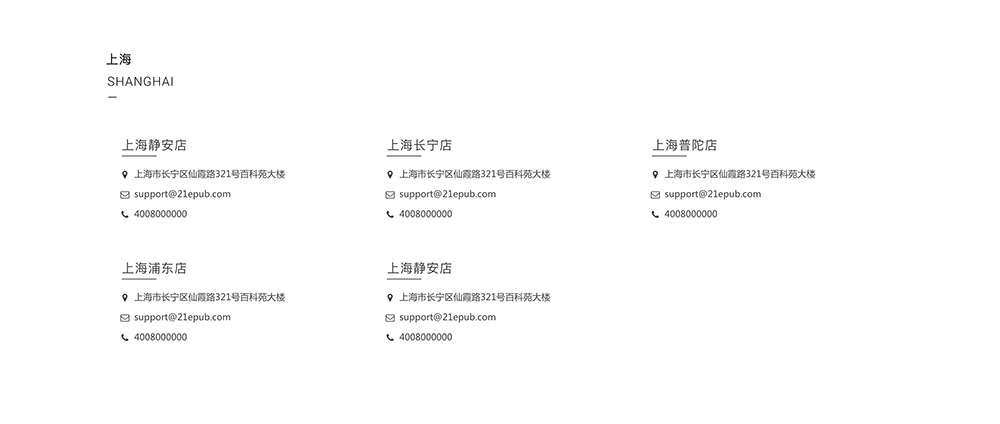 上海
SHANGHAI
上海静安店
上海市长宁区仙霞路321号百科苑大楼
support@21epub.com
4008000000
上海长宁店
上海市长宁区仙霞路321号百科苑大楼
support@21epub.com
4008000000
上海普陀店
上海市长宁区仙霞路321号百科苑大楼
support@21epub.com
4008000000
上海浦东店
上海市长宁区仙霞路321号百科苑大楼
support@21epub.com
4008000000
上海静安店
上海市长宁区仙霞路321号百科苑大楼
support@21epub.com
4008000000